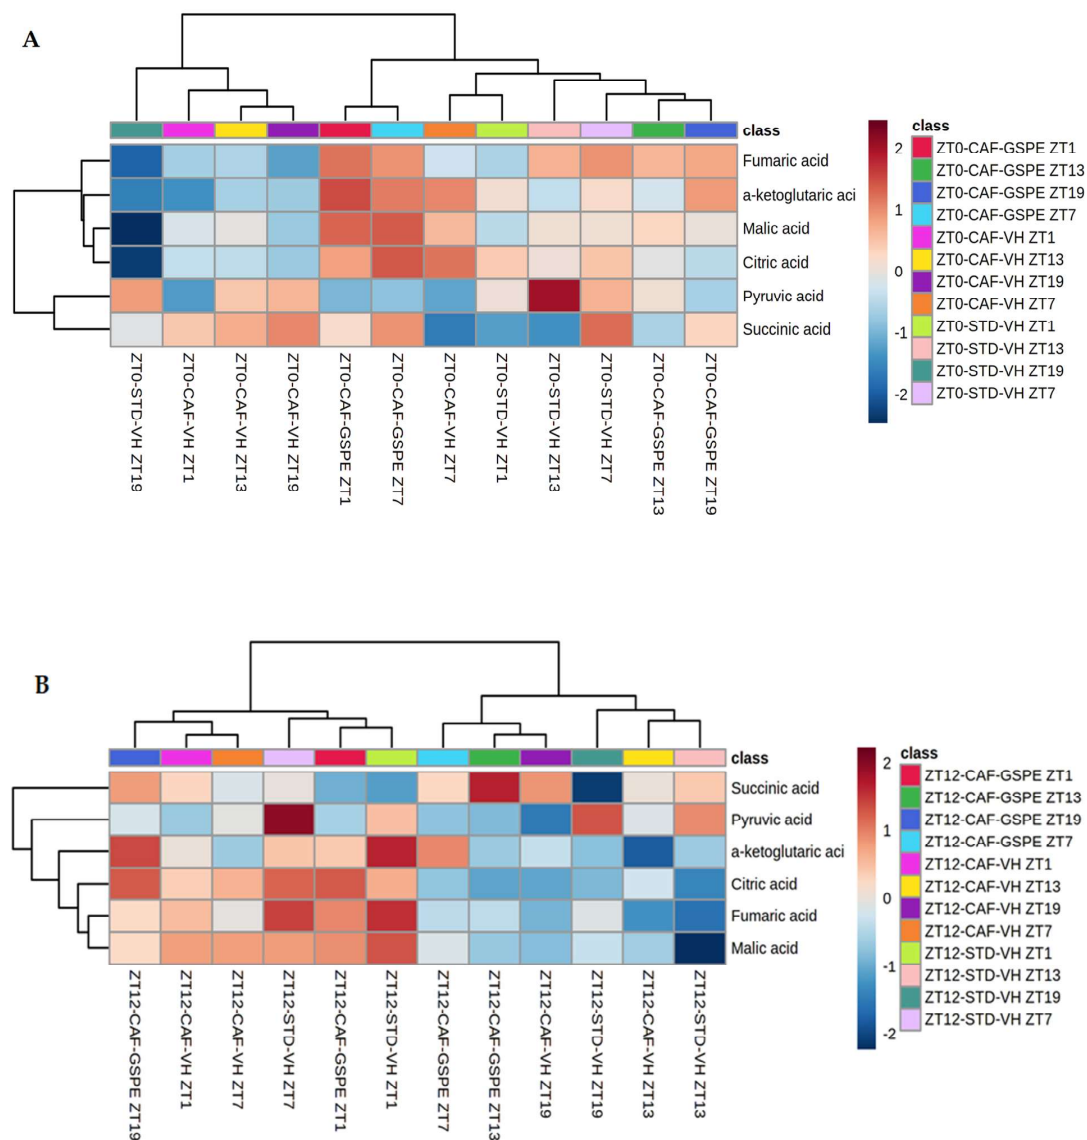 A
class
Fumaric acid
a-ketoglutaric aci
Malic acid
Citric acid
Pyruvic acid
Succinic acid
ZT0-STD-VH ZT19
ZT0-CAF-VH ZT1
ZT0-CAF-VH ZT13
ZT0-CAF-VH ZT19
ZT0-CAF-GSPE ZT1
ZT0-CAF-GSPE ZT7
ZT0-CAF-VH ZT7
ZT0-STD-VH ZT1
ZT0-STD-VH ZT13
ZT0-STD-VH ZT7
ZT0-CAF-GSPE ZT13
ZT0-CAF-GSPE ZT19
2
1
0
-1
-2
class
ZT0-CAF-GSPE ZT1
ZT0-CAF-GSPE ZT13
ZT0-CAF-GSPE ZT19
ZT0-CAF-GSPE ZT7
ZT0-CAF-VH ZT1
ZT0-CAF-VH ZT13
ZT0-CAF-VH ZT19
ZT0-CAF-VH ZT7
ZT0-STD-VH ZT1
ZT0-STD-VH ZT13
ZT0-STD-VH ZT19
ZT0-STD-VH ZT7
B
class
Succinic acid
Pyruvic acid
a-ketoglutaric aci
Citric acid
Fumaric acid
Malic acid
ZT12-CAF-GSPE ZT19
ZT12-CAF-VH ZT1
ZT12-CAF-VH ZT7
ZT12-STD-VH ZT7
ZT12-CAF-GSPE ZT1
ZT12-STD-VH ZT1
ZT12-CAF-GSPE ZT7
ZT12-CAF-GSPE ZT13
ZT12-CAF-VH ZT19
ZT12-STD-VH ZT19
ZT12-CAF-VH ZT13
ZT12-STD-VH ZT13
2
1
0
-1
-2
class
ZT12-CAF-GSPE ZT1
ZT12-CAF-GSPE ZT13
ZT12-CAF-GSPE ZT19
ZT12-CAF-GSPE ZT7
ZT12-CAF-VH ZT1
ZT12-CAF-VH ZT13
ZT12-CAF-VH ZT19
ZT12-CAF-VH ZT7
ZT12-STD-VH ZT1
ZT12-STD-VH ZT13
ZT12-STD-VH ZT19
ZT12-STD-VH ZT7